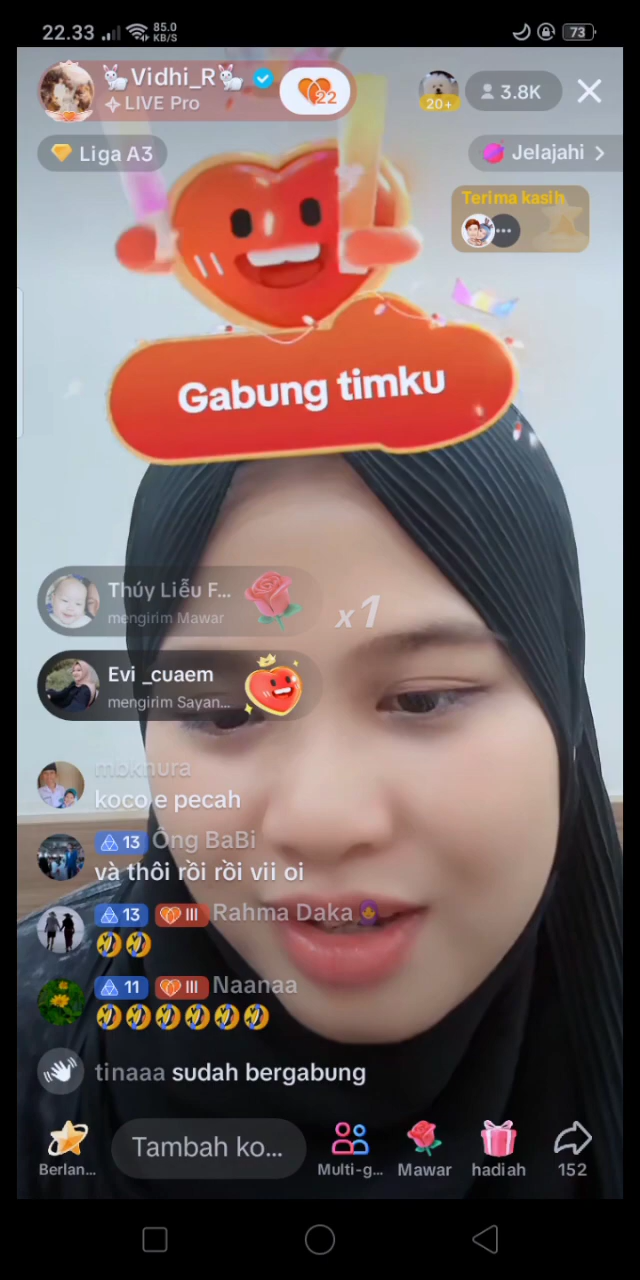 22.33
85.0
KB/S
73
Vidhi_R
LIVE Pro
22
20+
3.8K
Liga A3
Jelajahi
Terima kasih
Gabung timku
Thúy Liễu F...
mengirim Mawar
x1
Evi _cuaem
mengirim Sayan...
mbknura
koco e pecah
13 Ông BaBi
và thôi rồi rồi vii oi
13 III Rahma Daka
11 III Naanaa
tinaaa sudah bergabung
Tambah ko...
Berlan...
Multi-g...
Mawar
hadiah
152